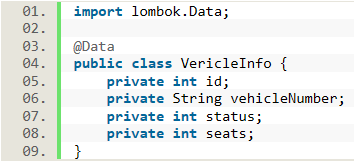 01. import lombok.Data;
02.
03. @Data
04. public class VericleInfo {
05. private int id;
06. private String vehicleNumber;
07. private int status;
08. private int seats;
09. }